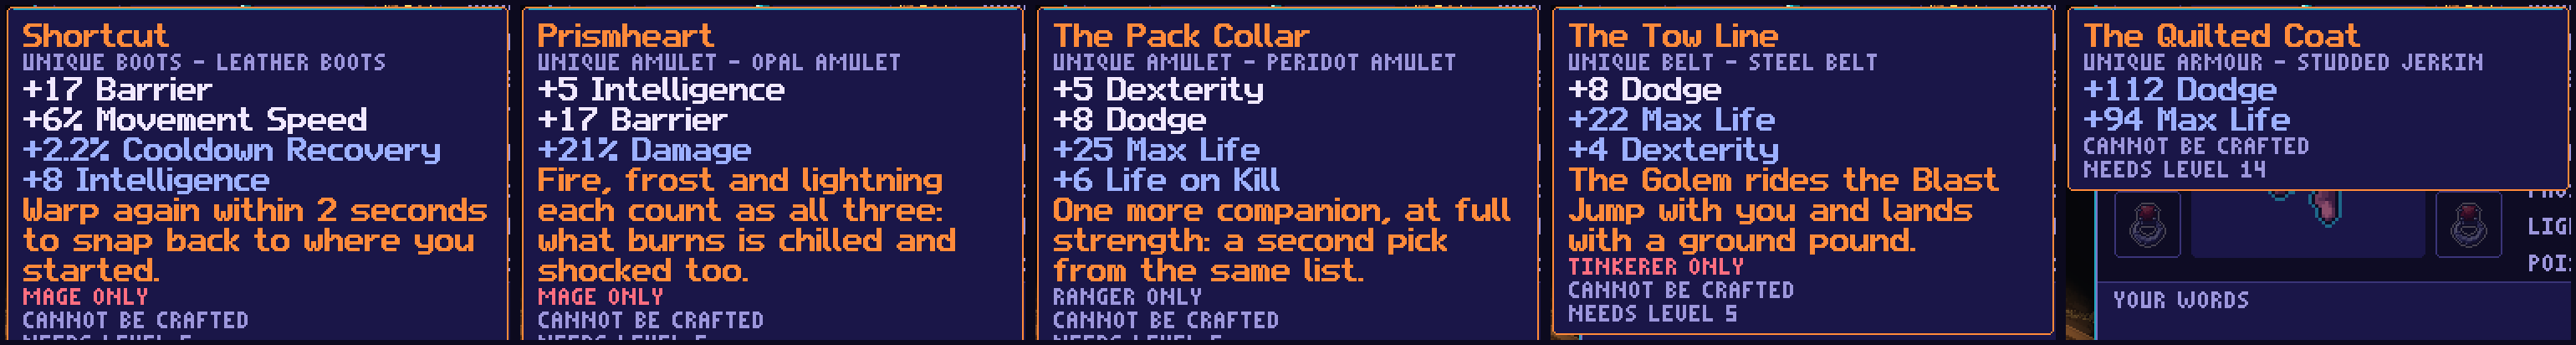 Shortcut
UNIQUE BOOTS - LEATHER BOOTS
+17 Barrier
+6% Movement Speed
+2.2% Cooldown Recovery
+8 Intelligence
Warp again within 2 seconds
to snap back to where you
started.
MAGE ONLY
CANNOT BE CRAFTED
Prismheart
UNIQUE AMULET - OPAL AMULET
+5 Intelligence
+17 Barrier
+21% Damage
Fire, frost and lightning
each count as all three:
what burns is chilled and
shocked too.
MAGE ONLY
CANNOT BE CRAFTED
The Pack Collar
UNIQUE AMULET - PERIDOT AMULET
+5 Dexterity
+8 Dodge
+25 Max Life
+6 Life on Kill
One more companion, at full
strength: a second pick
from the same list.
RANGER ONLY
CANNOT BE CRAFTED
The Tow Line
UNIQUE BELT - STEEL BELT
+8 Dodge
+22 Max Life
+4 Dexterity
The Golem rides the Blast
Jump with you and lands
with a ground pound.
TINKERER ONLY
CANNOT BE CRAFTED
NEEDS LEVEL 5
The Quilted Coat
UNIQUE ARMOUR - STUDDED JERKIN
+112 Dodge
+94 Max Life
CANNOT BE CRAFTED
NEEDS LEVEL 14
YOUR WORDS